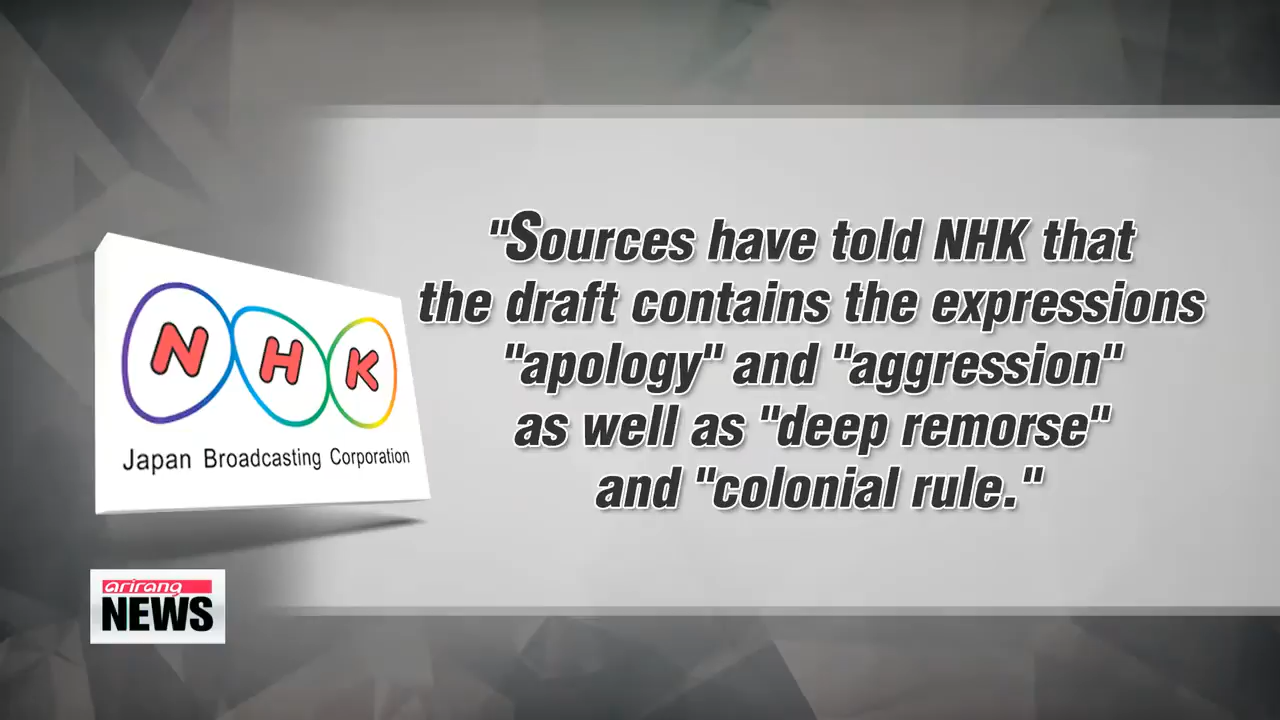 "Sources have told NHK that
the draft contains the expressions
"apology" and "aggression"
as well as "deep remorse"
and "colonial rule."
NHK
Japan Broadcasting Corporation
arirang
NEWS